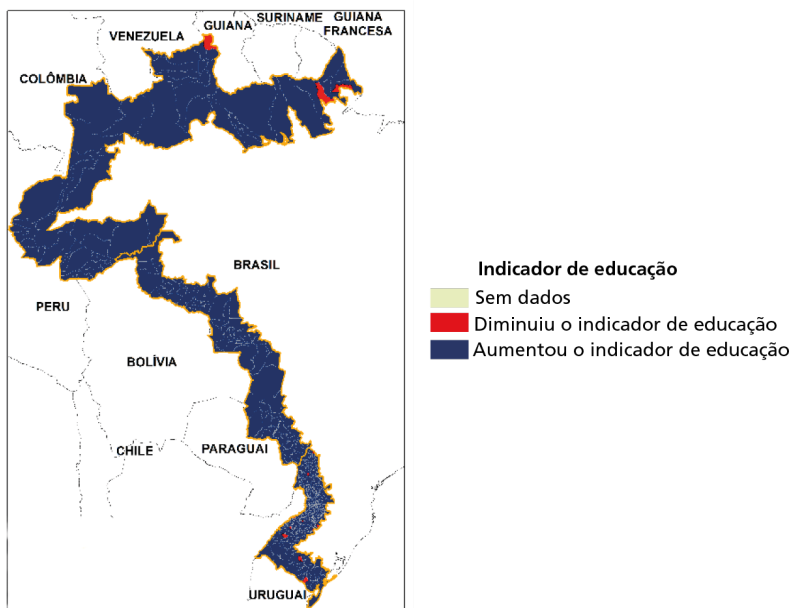 SURINAME
GUIANA
FRANCESA
GUIANA
VENEZUELA
COLÔMBIA
BRASIL
PERU
BOLÍVIA
CHILE
PARAGUAI
URUGUAI
Indicador de educação
Sem dados
Diminuiu o indicador de educação
Aumentou o indicador de educação